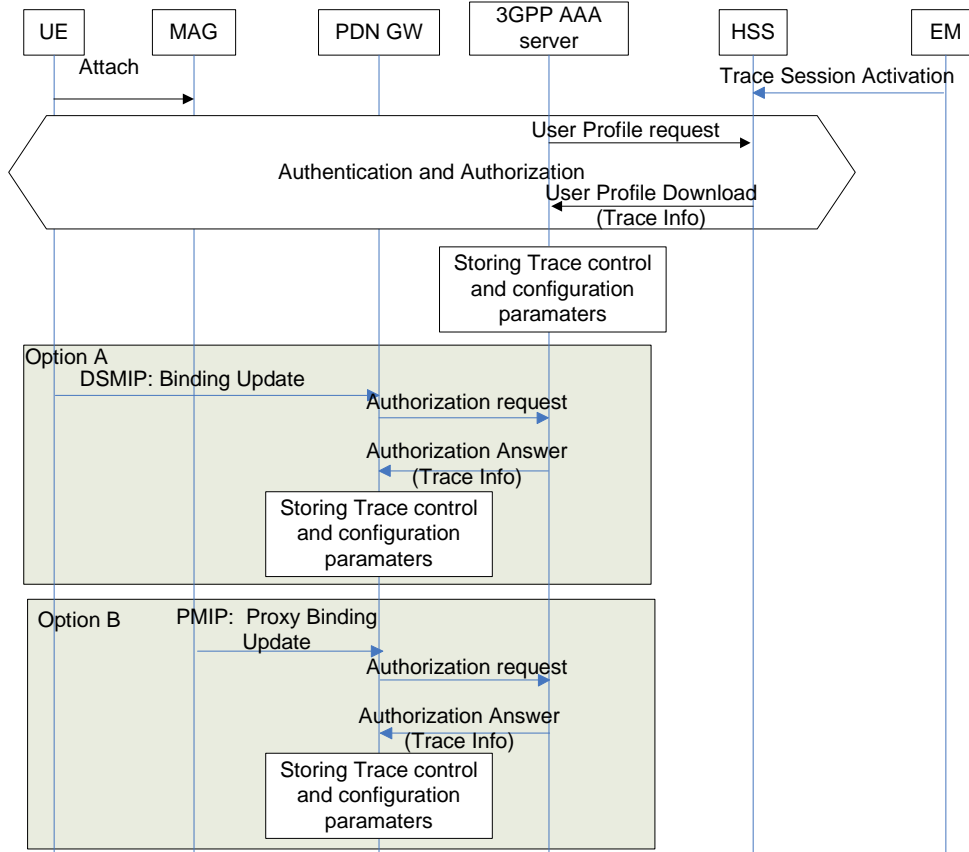 UE
MAG
PDN GW
3GPP AAA
server
HSS
EM
Attach
Trace Session Activation
User Profile request
Authentication and Authorization
User Profile Download
(Trace Info)
Storing Trace control
and configuration
paramaters
Option A
DSMIP: Binding Update
Authorization request
Authorization Answer
(Trace Info)
Storing Trace control
and configuration
paramaters
Option B
PMIP: Proxy Binding
Update
Authorization request
Authorization Answer
(Trace Info)
Storing Trace control
and configuration
paramaters